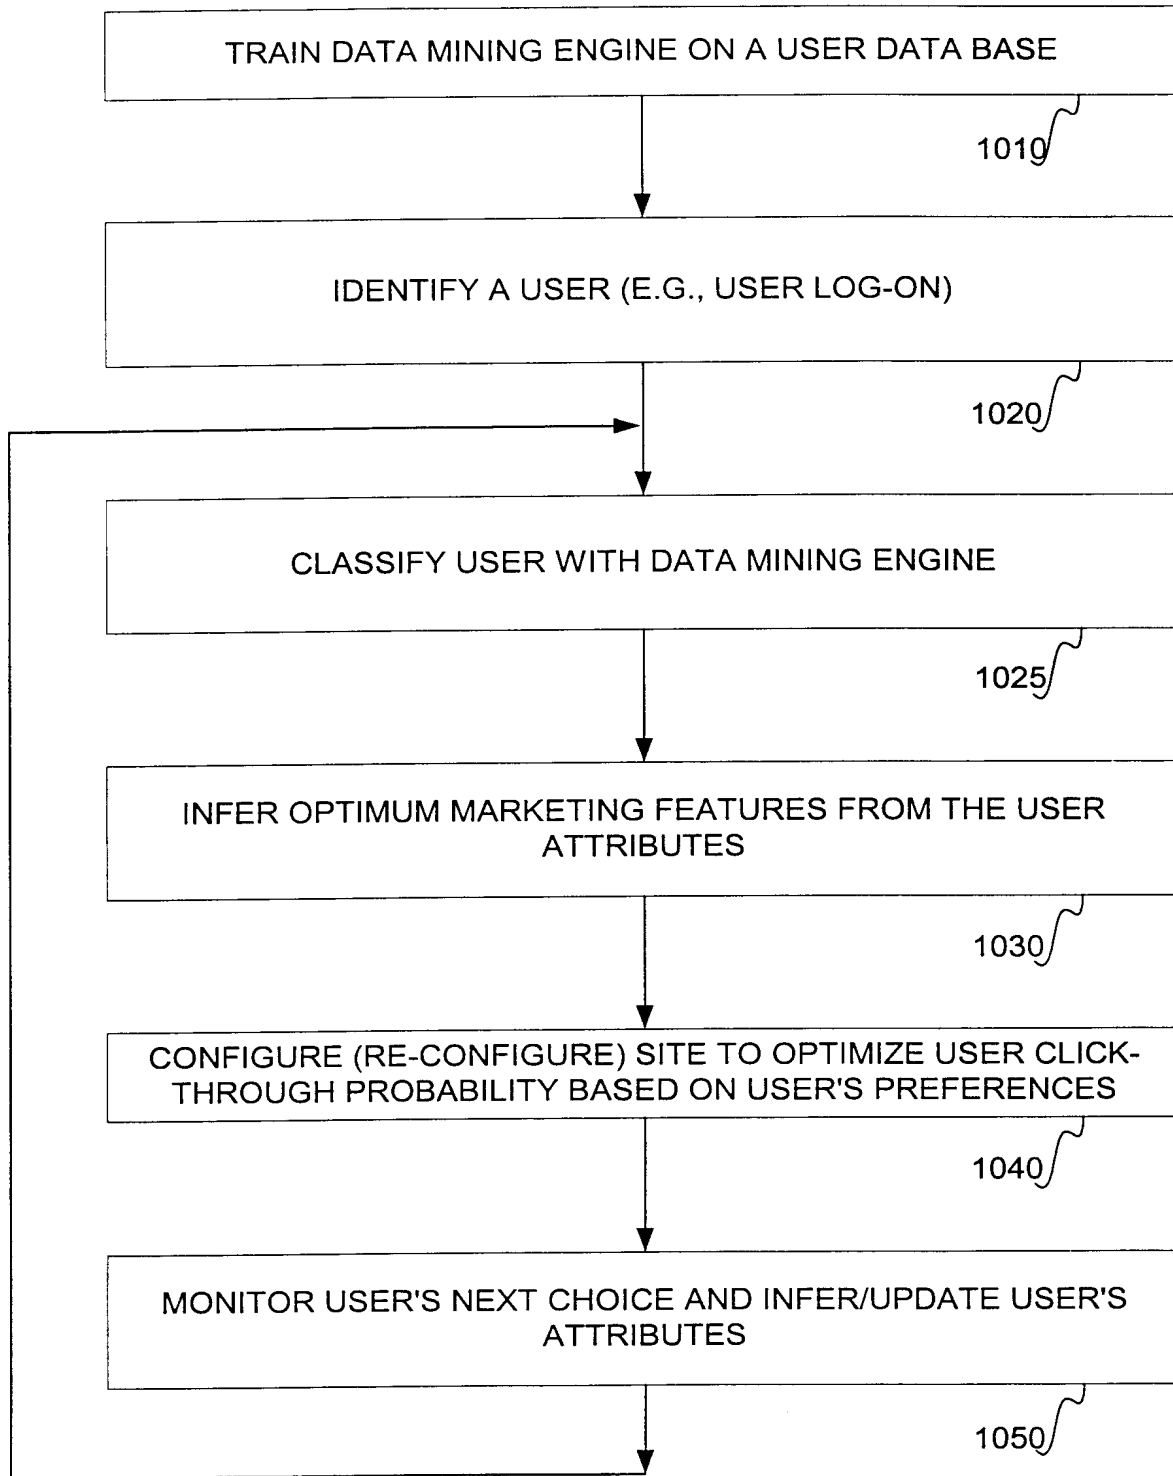 TRAIN DATA MINING ENGINE ON A USER DATA BASE
1010
IDENTIFY A USER (E.G., USER LOG-ON)
1020
CLASSIFY USER WITH DATA MINING ENGINE
1025
INFER OPTIMUM MARKETING FEATURES FROM THE USER
ATTRIBUTES
1030
CONFIGURE (RE-CONFIGURE) SITE TO OPTIMIZE USER CLICK-
THROUGH PROBABILITY BASED ON USER'S PREFERENCES
1040
MONITOR USER'S NEXT CHOICE AND INFER/UPDATE USER'S
ATTRIBUTES
1050